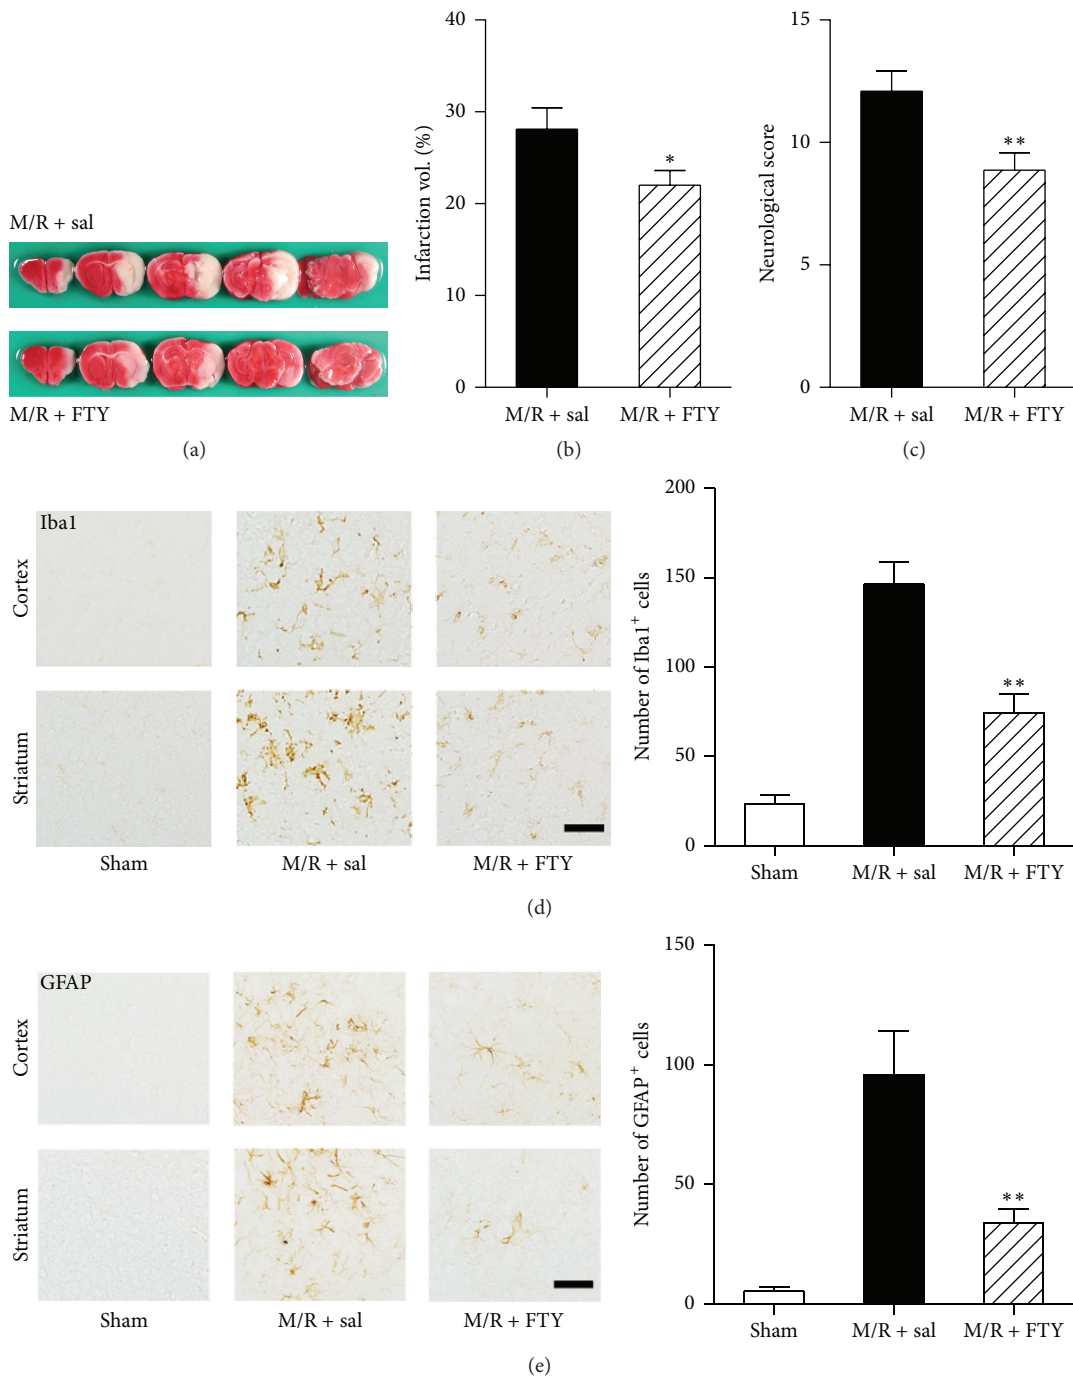 M/R + sal
M/R + FTY
(a)
Infarction vol. (%)
40
30
20
10
0
*
M/R + sal
M/R + FTY
(b)
Neurological score
15
10
5
0
**
M/R + sal
M/R + FTY
(c)
Iba1
Cortex
Striatum
Sham
M/R + sal
M/R + FTY
Number of Iba1⁺ cells
200
150
100
50
0
**
Sham
M/R + sal
M/R + FTY
(d)
GFAP
Cortex
Striatum
Sham
M/R + sal
M/R + FTY
Number of GFAP⁺ cells
150
100
50
0
**
Sham
M/R + sal
M/R + FTY
(e)